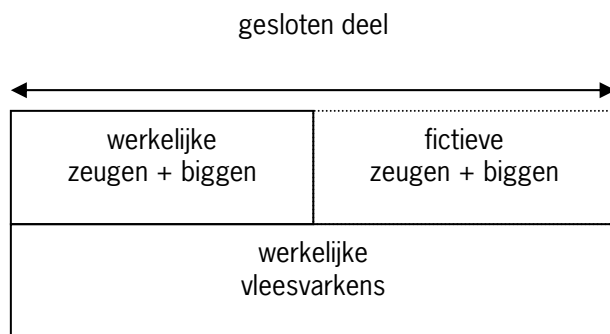 gesloten deel
werkelijke
zeugen + biggen
fictieve
zeugen + biggen
werkelijke
vleesvarkens